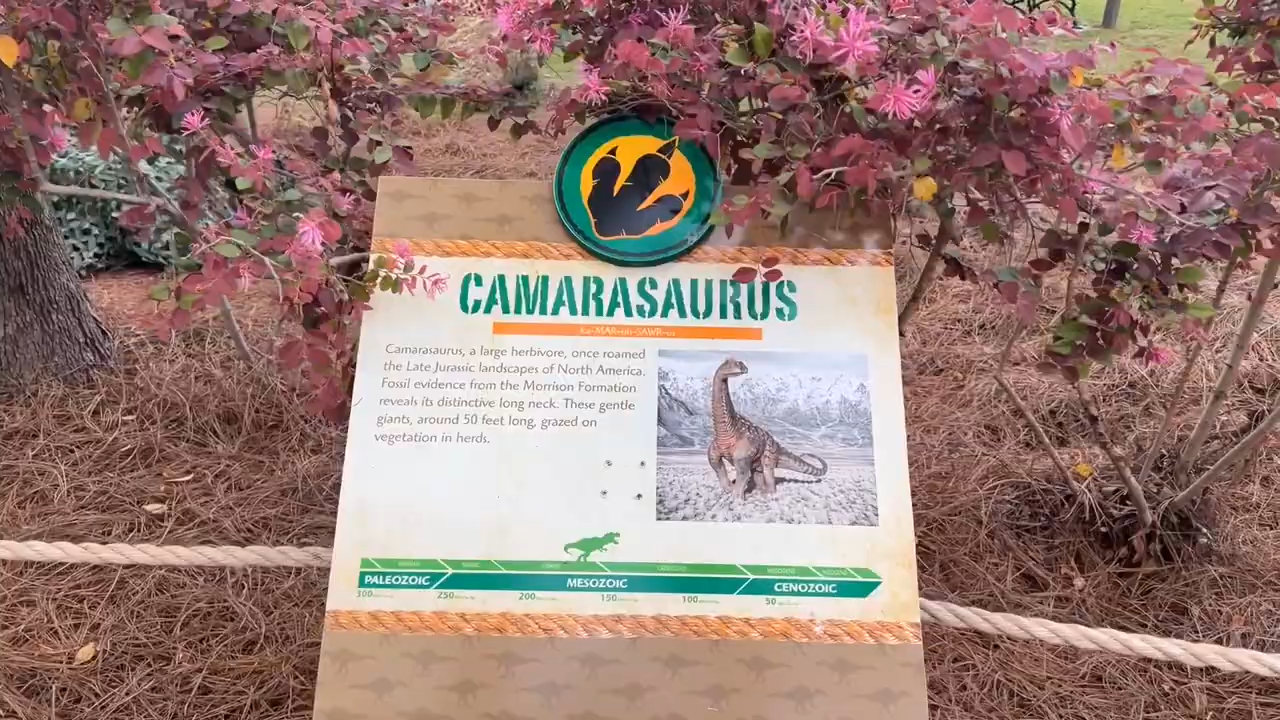 CAMARASAURUS
ka-MAR-uh-SAWR-us
Camarasaurus, a large herbivore, once roamed
the Late Jurassic landscapes of North America.
Fossil evidence from the Morrison Formation
reveals its distinctive long neck. These gentle
giants, around 50 feet long, grazed on
vegetation in herds.
PALEOZOIC MESOZOIC CENOZOIC
300 250 200 150 100 50